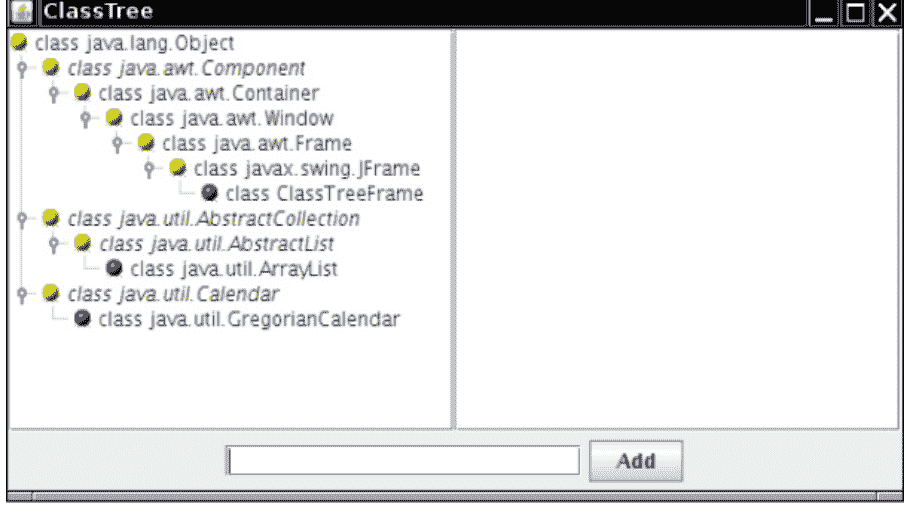 ClassTree
class java.lang.Object
class java.awt.Component
class java.awt.Container
class java.awt.Window
class java.awt.Frame
class javax.swing.JFrame
class ClassTreeFrame
class java.util.AbstractCollection
class java.util.AbstractList
class java.util.ArrayList
class java.util.Calendar
class java.util.GregorianCalendar
Add